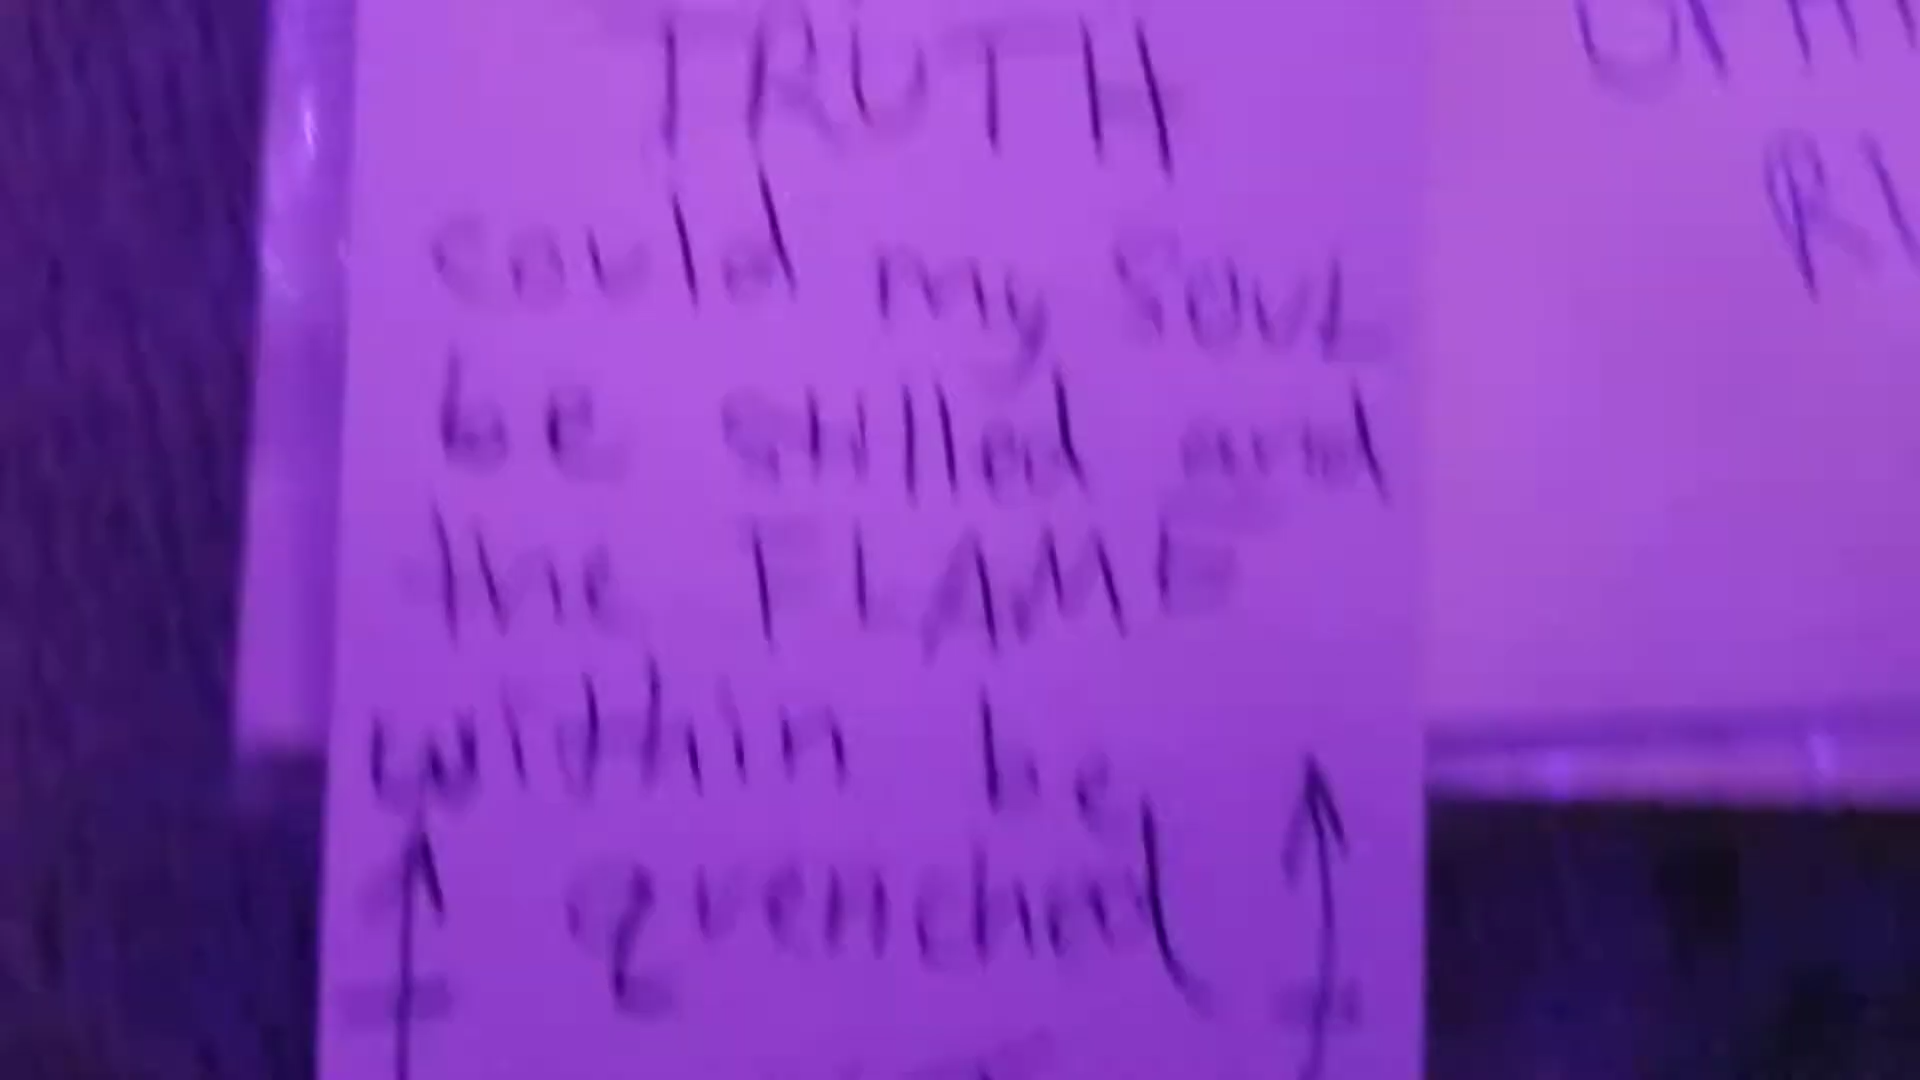 TRUTH
could my SOUL
be stilled and
the FLAME
within be
quenched